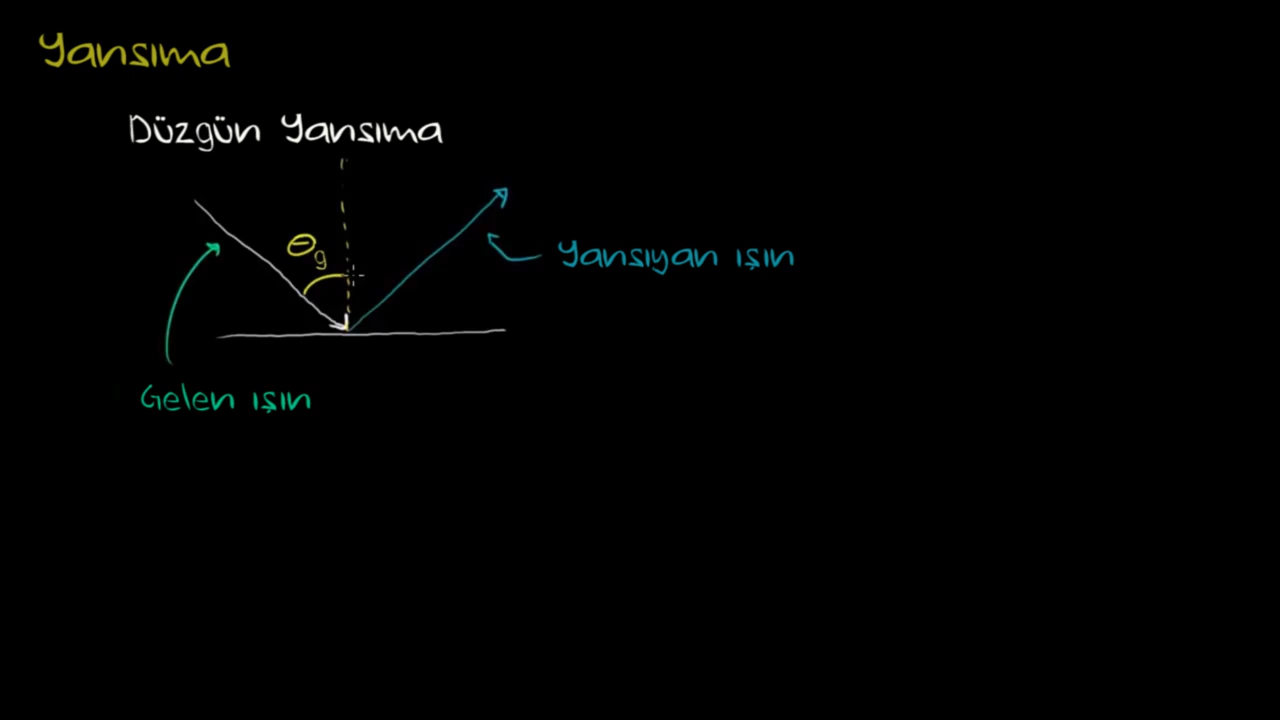 Yansıma
Düzgün Yansıma
θg
Yansıyan ışın
Gelen ışın